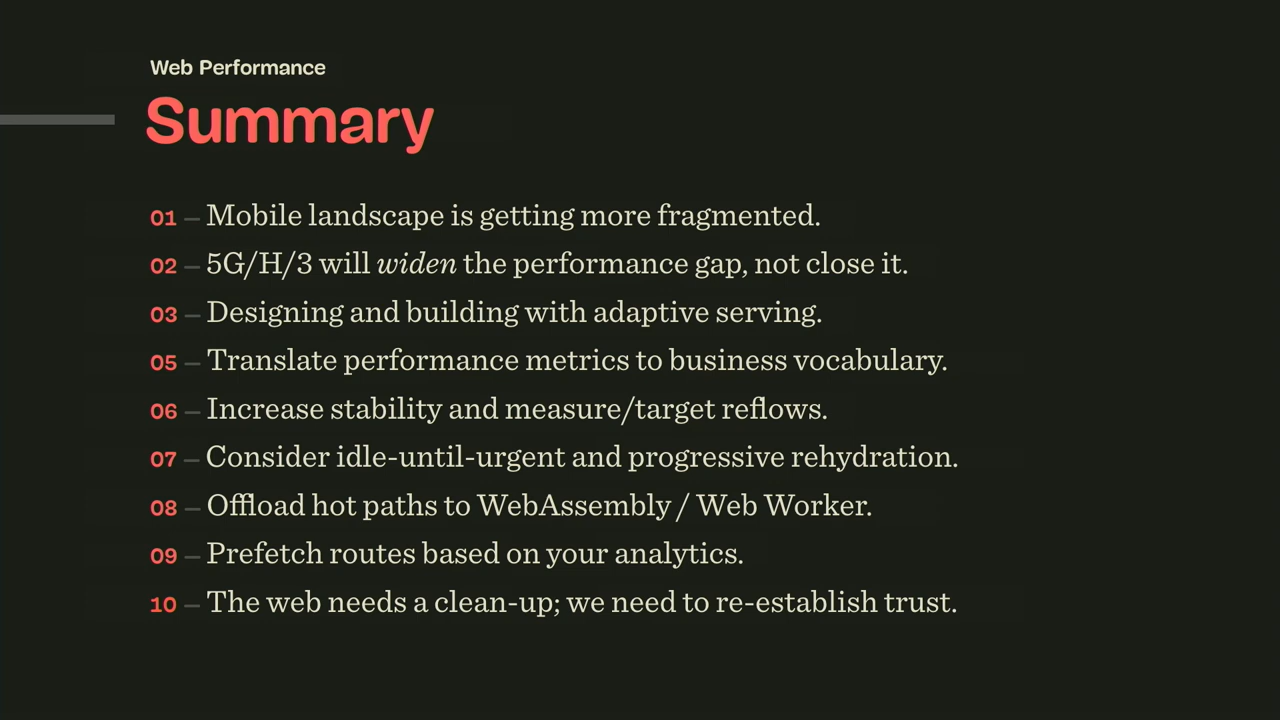 Web Performance
Summary
01 — Mobile landscape is getting more fragmented.
02 — 5G/H/3 will widen the performance gap, not close it.
03 — Designing and building with adaptive serving.
05 — Translate performance metrics to business vocabulary.
06 — Increase stability and measure/target reflows.
07 — Consider idle-until-urgent and progressive rehydration.
08 — Offload hot paths to WebAssembly / Web Worker.
09 — Prefetch routes based on your analytics.
10 — The web needs a clean-up; we need to re-establish trust.